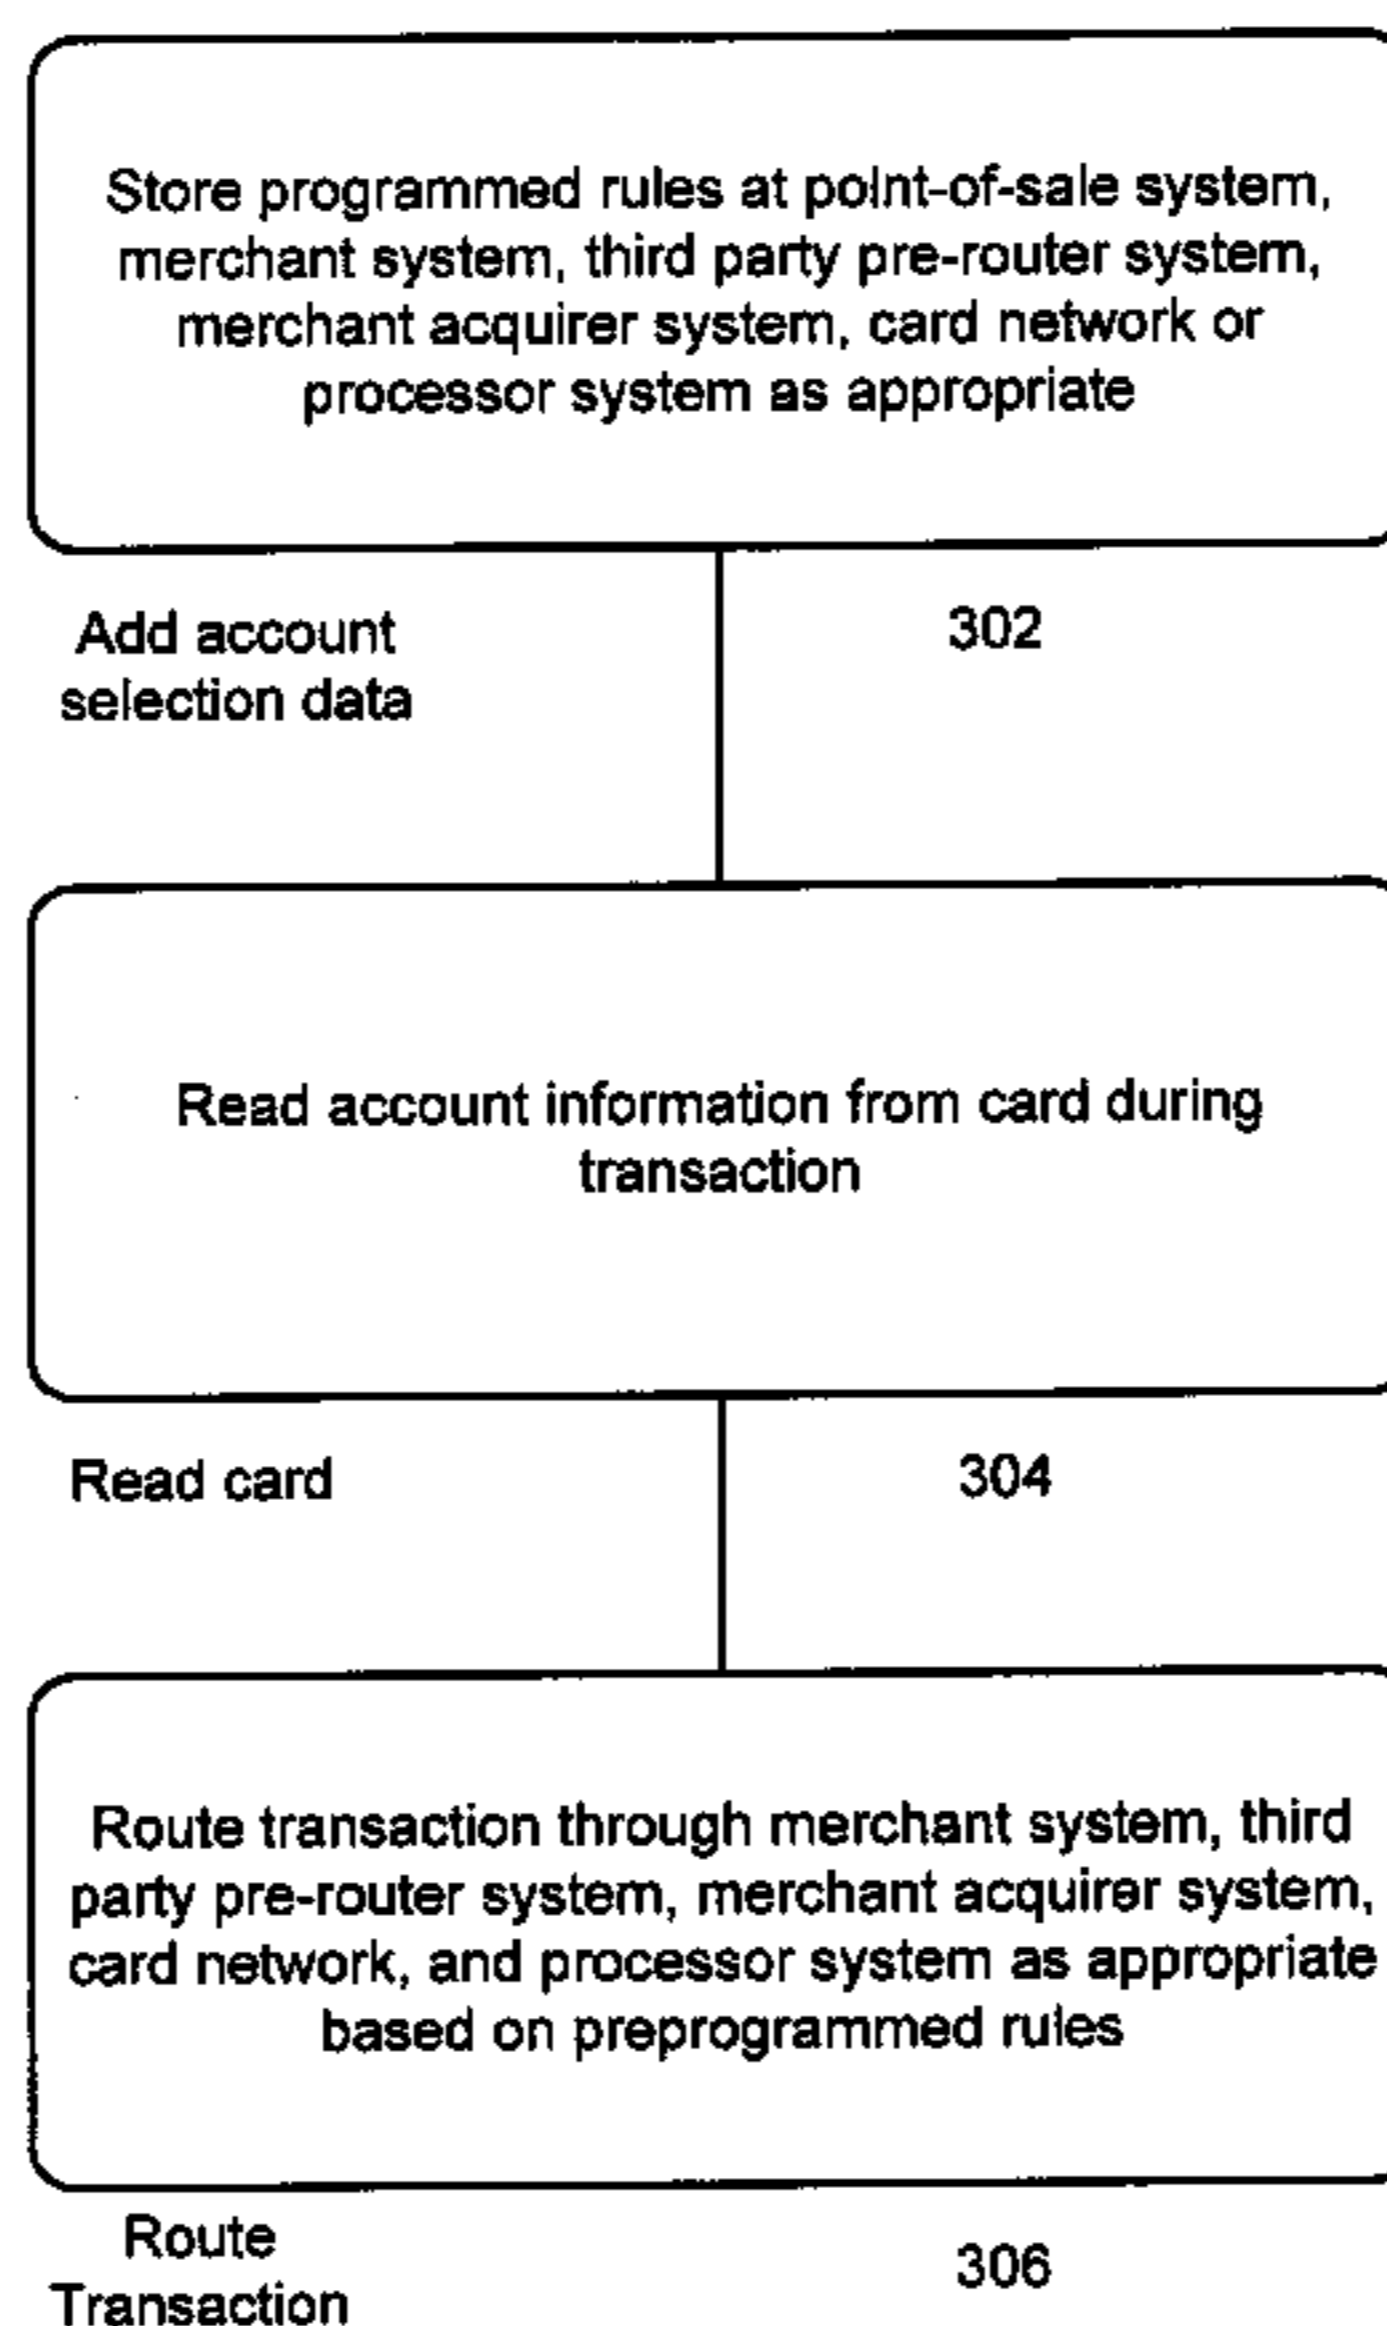 Store programmed rules at point-of-sale system,
merchant system, third party pre-router system,
merchant acquirer system, card network or
processor system as appropriate
Add account
selection data
302
Read account information from card during
transaction
Read card
304
Route transaction through merchant system, third
party pre-router system, merchant acquirer system,
card network, and processor system as appropriate
based on preprogrammed rules
Route
Transaction
306